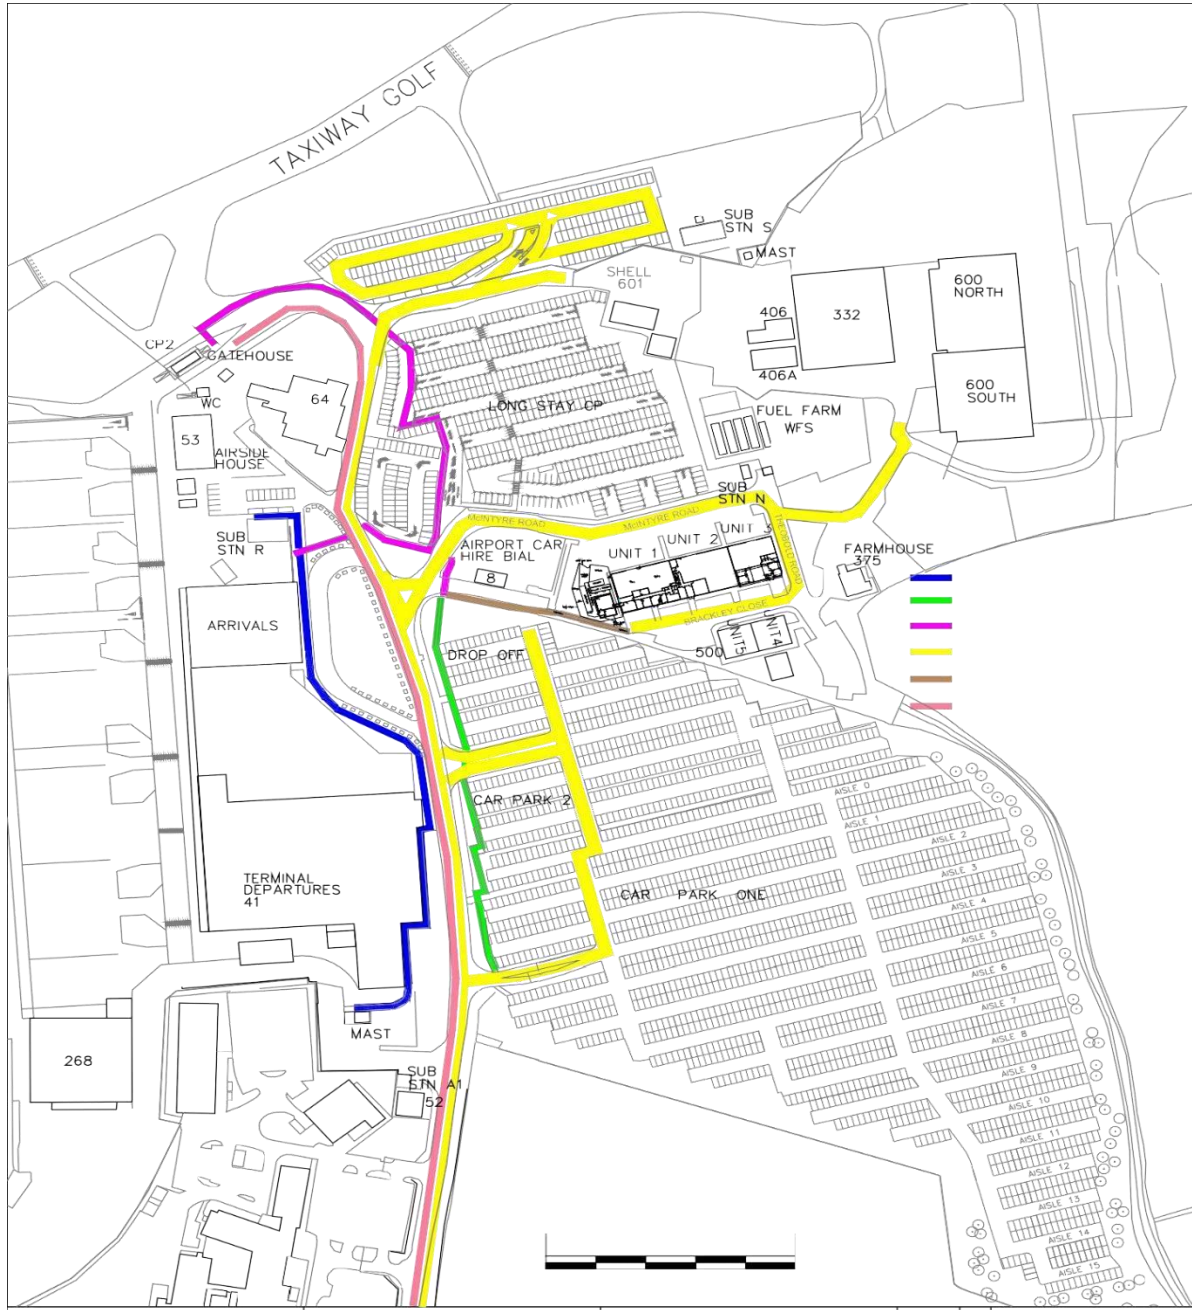 TAXIWAY GOLF
SUB
STN S
MAST
SHELL
601
600
NORTH
406
332
406A
600
SOUTH
CP2
GATEHOUSE
WC
64
53
AIRSIDE
HOUSE
LONG STAY CP
FUEL FARM
WFS
SUB
STN N
McINTYRE ROAD
McINTYRE ROAD
THEOBOLD ROAD
SUB
STN R
AIRPORT CAR
HIRE BIAL
8
UNIT 1
UNIT 2
UNIT 3
FARMHOUSE
375
ARRIVALS
BRACKLEY CLOSE
500
UNIT5
UNIT4
DROP OFF
CAR PARK 2
TERMINAL
DEPARTURES
41
CAR PARK ONE
AISLE 0
AISLE 1
AISLE 2
AISLE 3
AISLE 4
AISLE 5
AISLE 6
AISLE 7
AISLE 8
AISLE 9
AISLE 10
AISLE 11
AISLE 12
AISLE 13
AISLE 14
AISLE 15
MAST
268
SUB
STN A1
52